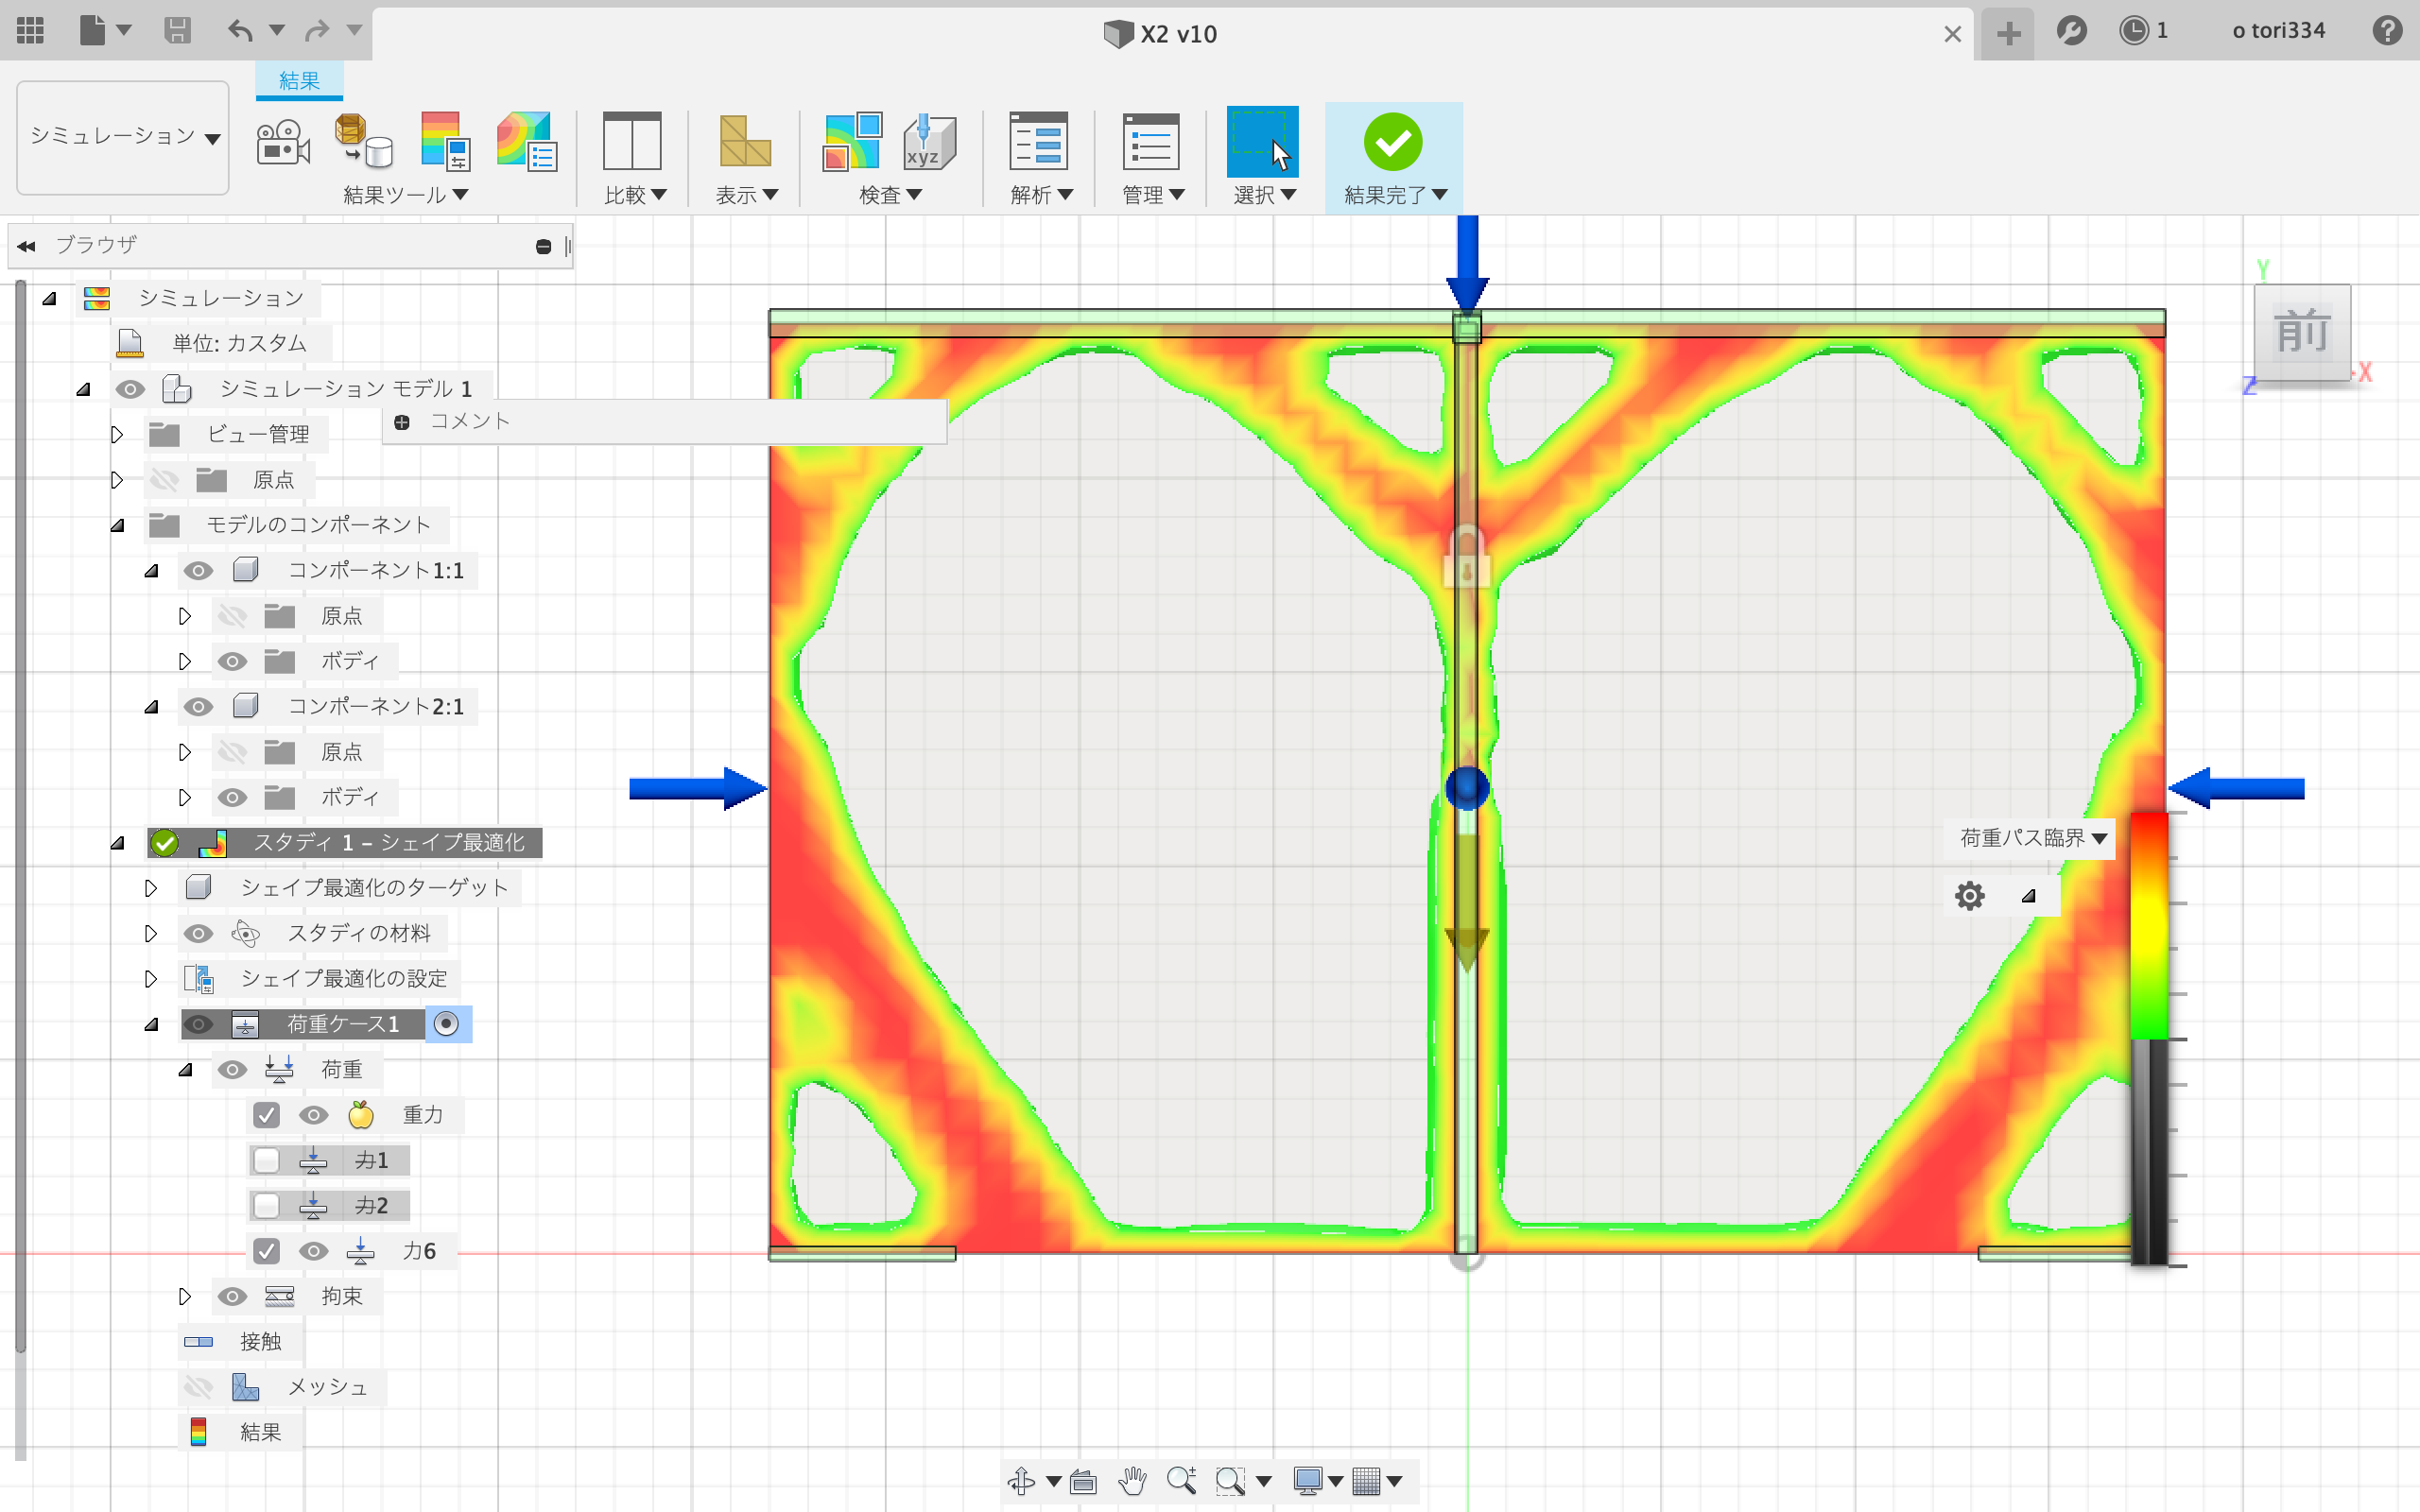 X2 v10
1
o tori334
結果
シミュレーション
結果ツール
比較
表示
検査
xyz
解析
管理
選択
結果完了
ブラウザ
シミュレーション
単位: カスタム
シミュレーション モデル 1
コメント
ビュー管理
原点
モデルのコンポーネント
コンポーネント1:1
原点
ボディ
コンポーネント2:1
原点
ボディ
スタディ 1 – シェイプ最適化
シェイプ最適化のターゲット
スタディの材料
シェイプ最適化の設定
荷重ケース1
荷重
重力
力1
力2
力6
拘束
接触
メッシュ
結果
Y
前
X
Z
荷重パス臨界